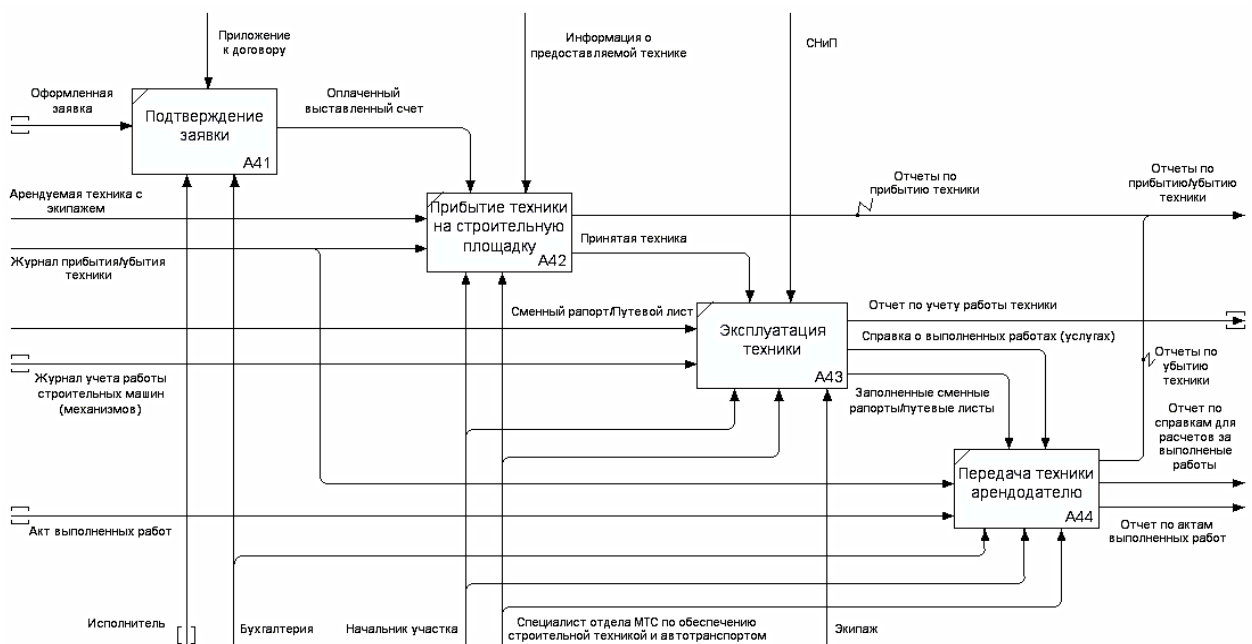 Приложение
к договору
Информация о
предоставляемой технике
СНиП
Оформленная
заявка
Подтверждение
заявки
A41
Оплаченный
выставленный счет
Арендуемая техника с
экипажем
Прибытие техники
на строительную
площадку
A42
Отчеты по
прибытию техники
Отчеты по
прибытию/убытию
техники
Журнал прибытия/убытия
техники
Принятая техника
Сменный рапорт/Путевой лист
Эксплуатация
техники
A43
Отчет по учету работы техники
Справка о выполненных работах (услугах)
Отчеты по
убытию
техники
Журнал учета работы
строительных машин
(механизмов)
Заполненные сменные
рапорты/путевые листы
Отчет по
справкам для
расчетов за
выполнение
работы
Передача техники
арендодателю
A44
Акт выполненных работ
Отчет по актам
выполненных работ
Исполнитель
Бухгалтерия
Начальник участка
Специалист отдела МТС по обеспечению
строительной техникой и автотранспортом
Экипаж